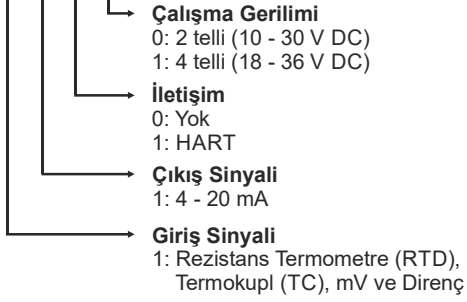 Çalışma Gerilimi
0: 2 telli (10 - 30 V DC)
1: 4 telli (18 - 36 V DC)
İletişim
0: Yok
1: HART
Çıkış Sinyali
1: 4 - 20 mA
Giriş Sinyali
1: Rezistans Termometre (RTD),
Termokupl (TC), mV ve Direnç